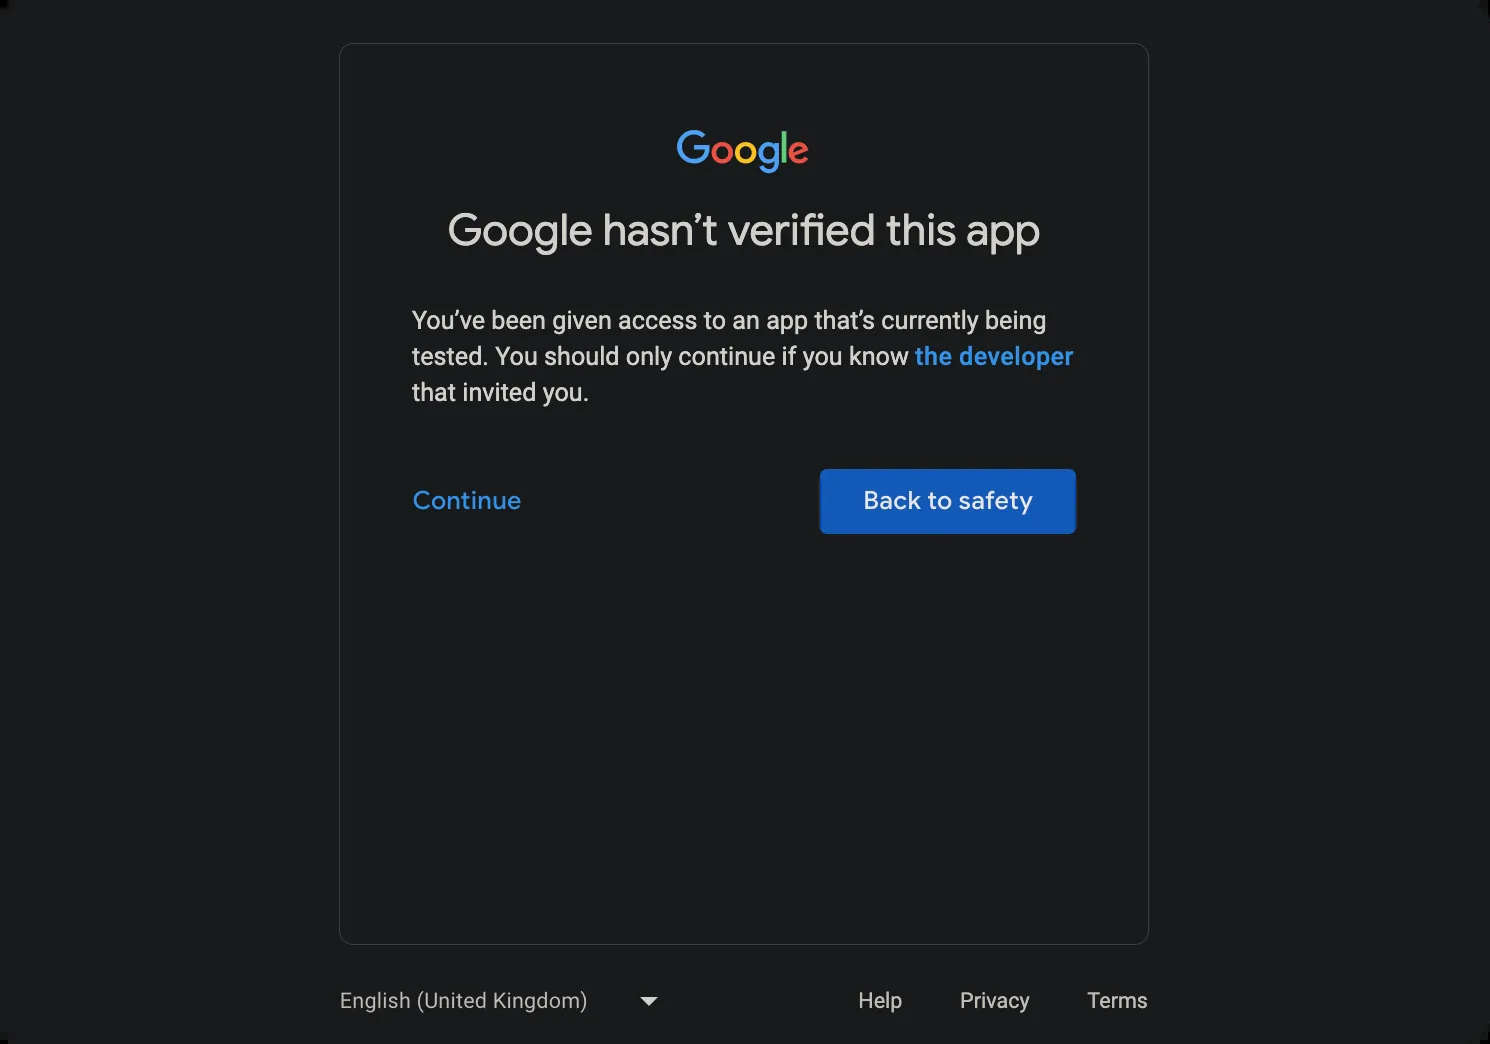 Google
Google hasn’t verified this app
You’ve been given access to an app that’s currently being
tested. You should only continue if you know the developer
that invited you.
Continue
Back to safety
English (United Kingdom)
Help
Privacy
Terms